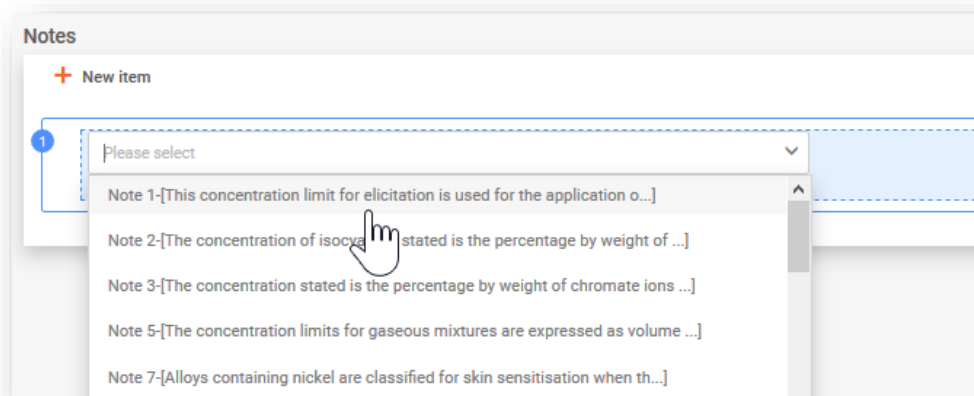 Notes
+ New item
1
Please select
Note 1-[This concentration limit for elicitation is used for the application o...]
Note 2-[The concentration of stated is the percentage by weight of ...]
Note 3-[The concentration stated is the percentage by weight of chromate ions ...]
Note 5-[The concentration limits for gaseous mixtures are expressed as volume ...]
Note 7-[Alloys containing nickel are classified for skin sensitisation when th...]